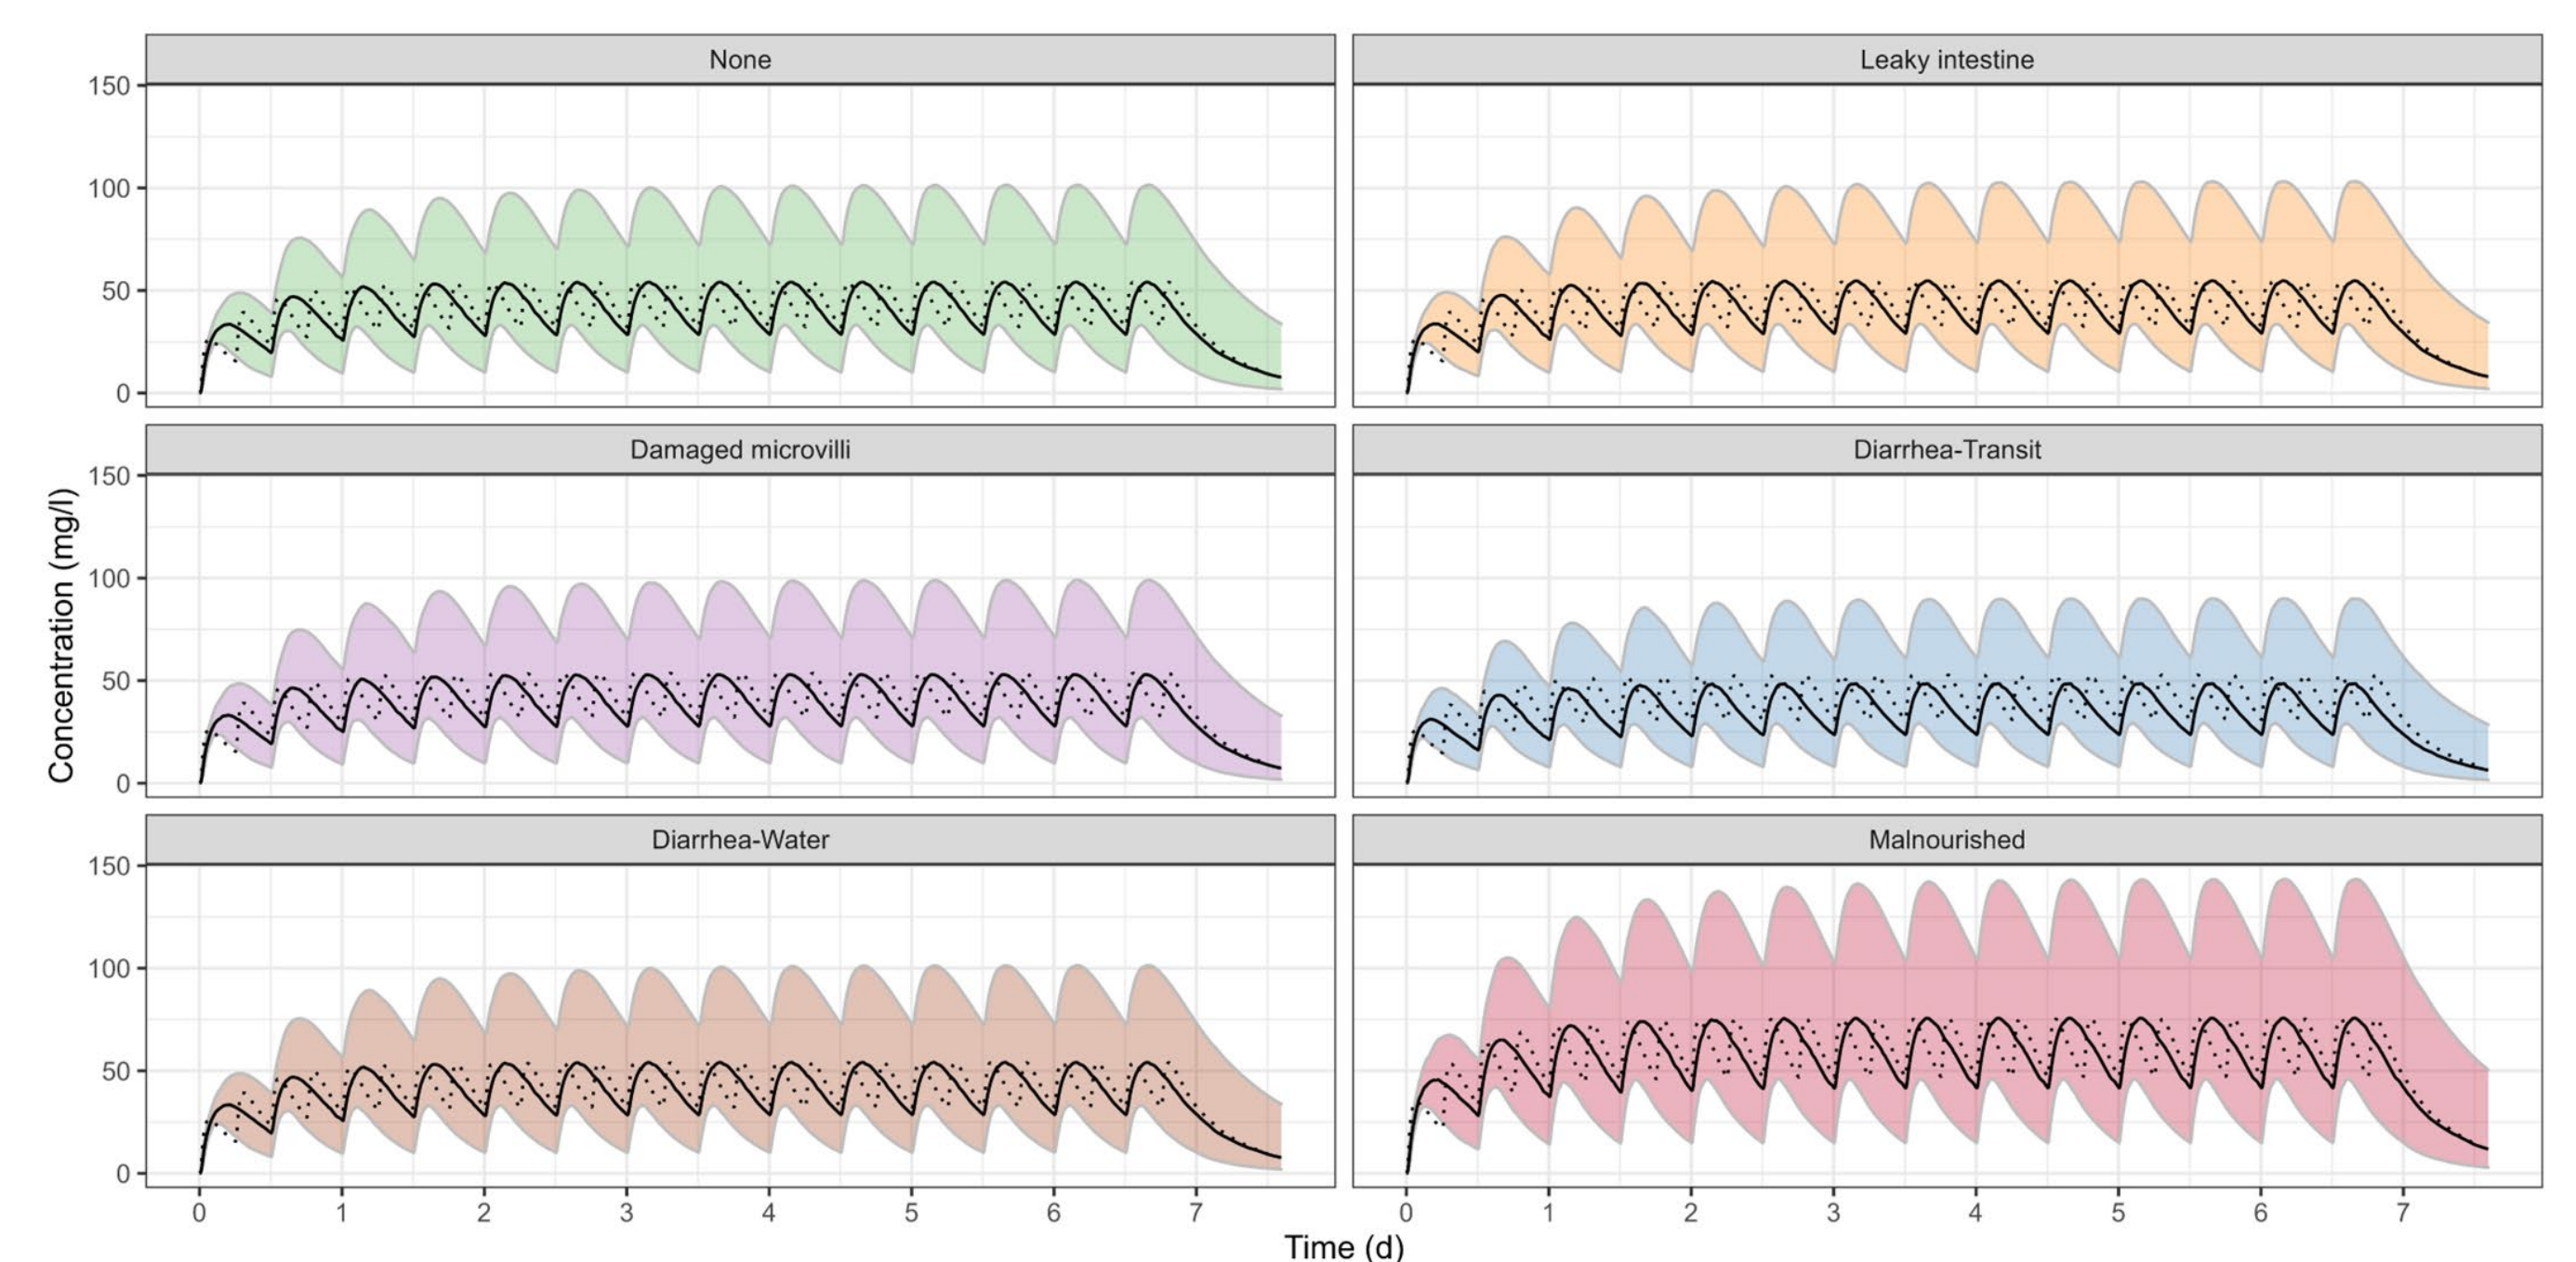 None
Leaky intestine
150
100
50
0
Damaged microvilli
Diarrhea-Transit
150
100
50
0
Concentration (mg/l)
Diarrhea-Water
Malnourished
150
100
50
0
0 1 2 3 4 5 6 7
0 1 2 3 4 5 6 7
Time (d)